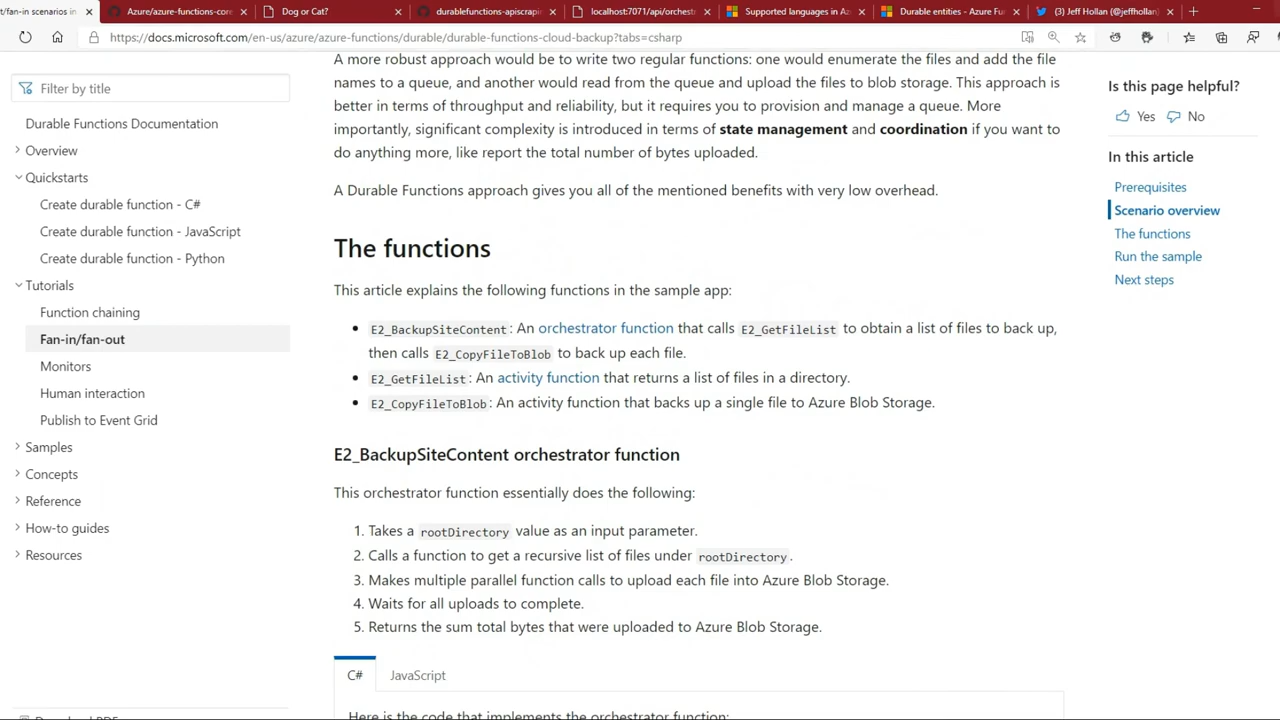 t/fan-in scenarios in
Azure/azure-functions-core
Dog or Cat?
durablefunctions-apiscrapin
localhost:7071/api/orchestr
Supported languages in Azu
Durable entities - Azure Fun
(3) Jeff Hollan (@jeffhollan)
https://docs.microsoft.com/en-us/azure/azure-functions/durable/durable-functions-cloud-backup?tabs=csharp
Filter by title
Durable Functions Documentation
Overview
Quickstarts
Create durable function - C#
Create durable function - JavaScript
Create durable function - Python
Tutorials
Function chaining
Fan-in/fan-out
Monitors
Human interaction
Publish to Event Grid
Samples
Concepts
Reference
How-to guides
Resources
Download PDF
A more robust approach would be to write two regular functions: one would enumerate the files and add the file
names to a queue, and another would read from the queue and upload the files to blob storage. This approach is
better in terms of throughput and reliability, but it requires you to provision and manage a queue. More
importantly, significant complexity is introduced in terms of state management and coordination if you want to
do anything more, like report the total number of bytes uploaded.
A Durable Functions approach gives you all of the mentioned benefits with very low overhead.
The functions
This article explains the following functions in the sample app:
• E2_BackupSiteContent: An orchestrator function that calls E2_GetFileList to obtain a list of files to back up,
then calls E2_CopyFileToBlob to back up each file.
• E2_GetFileList: An activity function that returns a list of files in a directory.
• E2_CopyFileToBlob: An activity function that backs up a single file to Azure Blob Storage.
E2_BackupSiteContent orchestrator function
This orchestrator function essentially does the following:
1. Takes a rootDirectory value as an input parameter.
2. Calls a function to get a recursive list of files under rootDirectory.
3. Makes multiple parallel function calls to upload each file into Azure Blob Storage.
4. Waits for all uploads to complete.
5. Returns the sum total bytes that were uploaded to Azure Blob Storage.
C# JavaScript
Here is the code that implements the orchestrator function:
Is this page helpful?
Yes No
In this article
Prerequisites
Scenario overview
The functions
Run the sample
Next steps